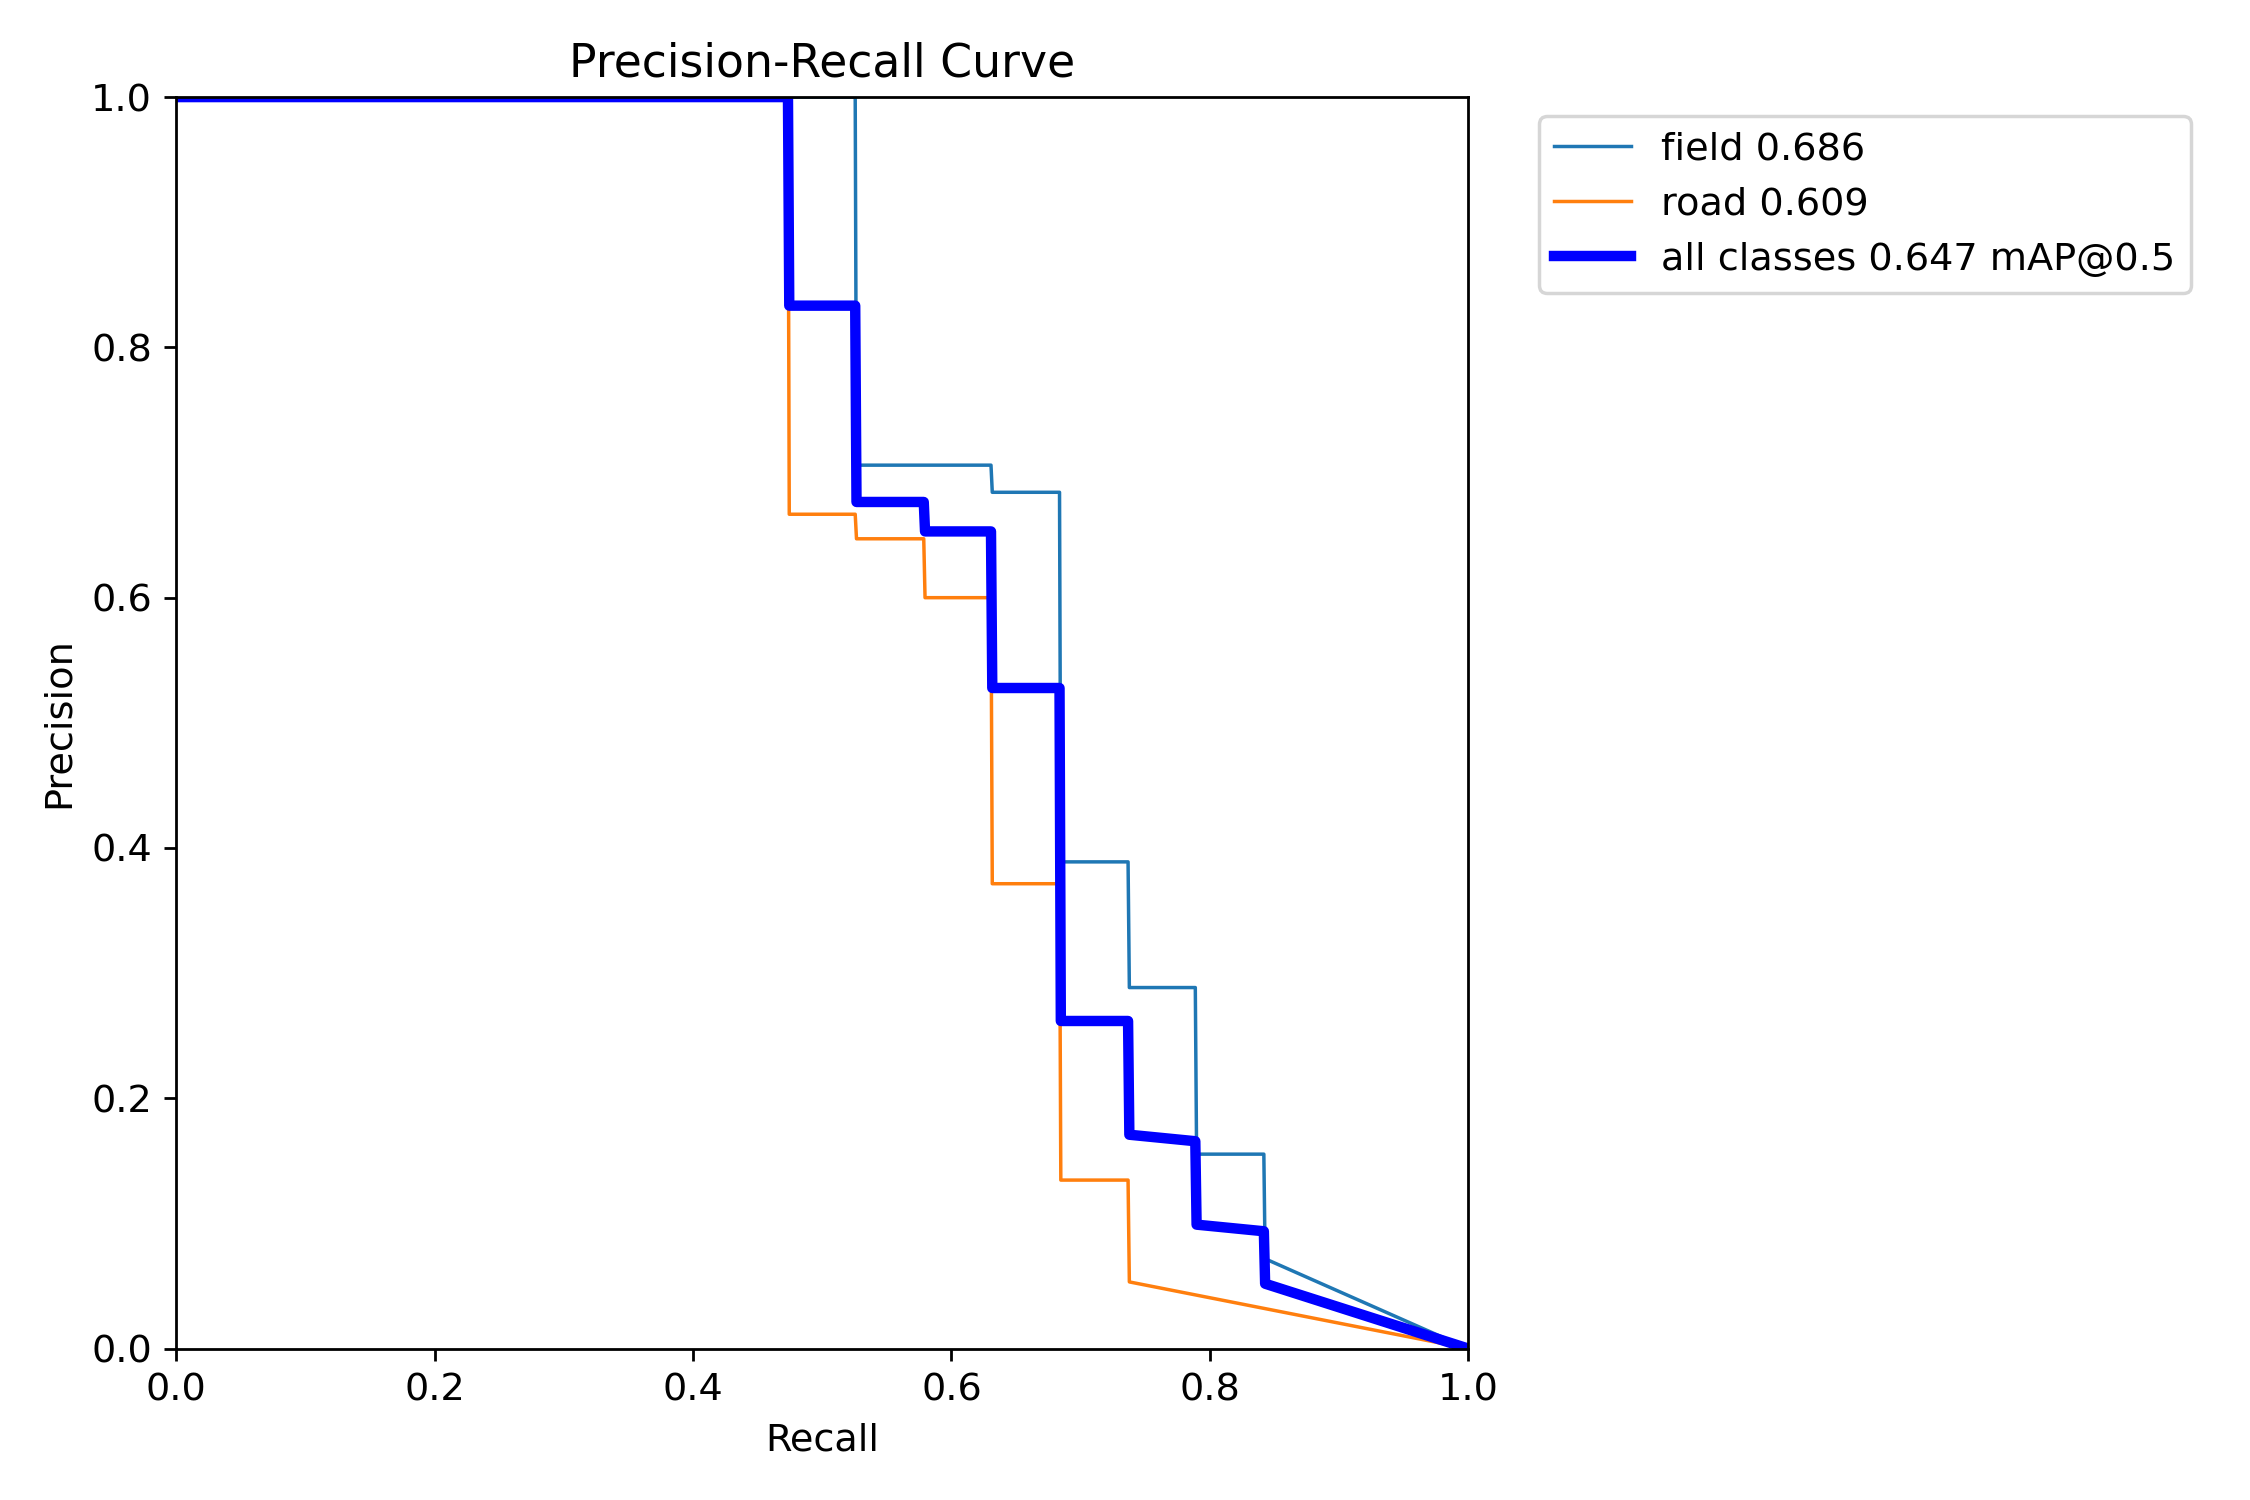 Precision-Recall Curve
1.0
0.8
0.6
0.4
0.2
0.0
Precision
0.0 0.2 0.4 0.6 0.8 1.0
Recall
field 0.686
road 0.609
all classes 0.647 mAP@0.5